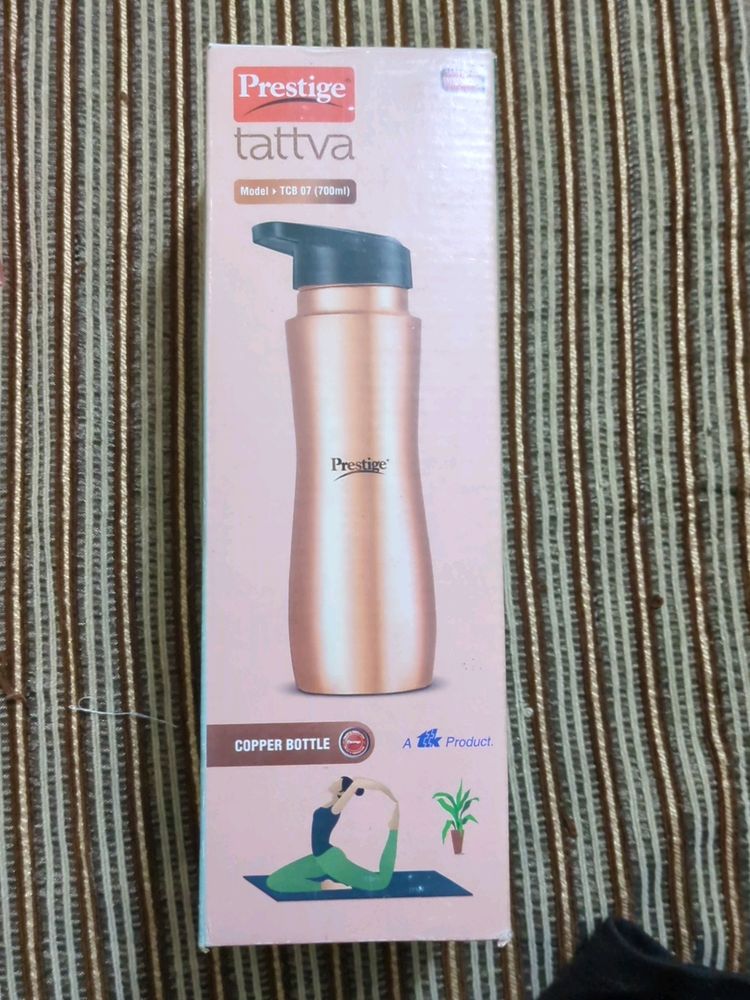 Prestige
tattva
Model ▸ TCB 07 (700ml)
Prestige
COPPER BOTTLE
A ttk Product.